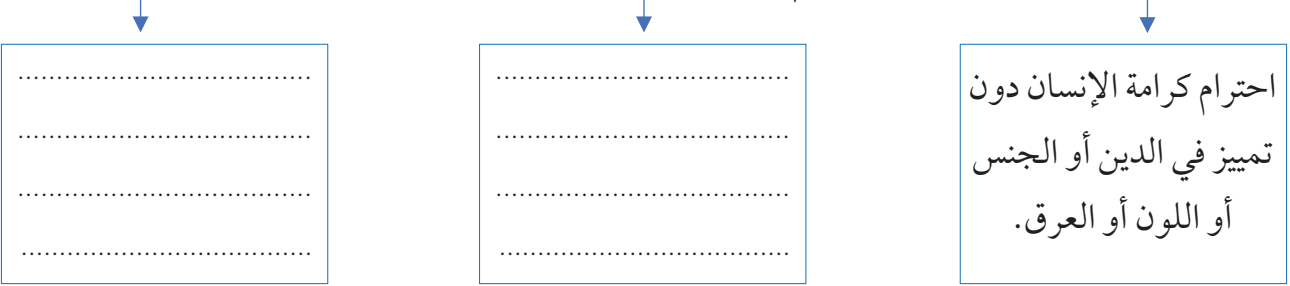 احترام كرامة الإنسان دون
تمييز في الدين أو الجنس
أو اللون أو العرق.